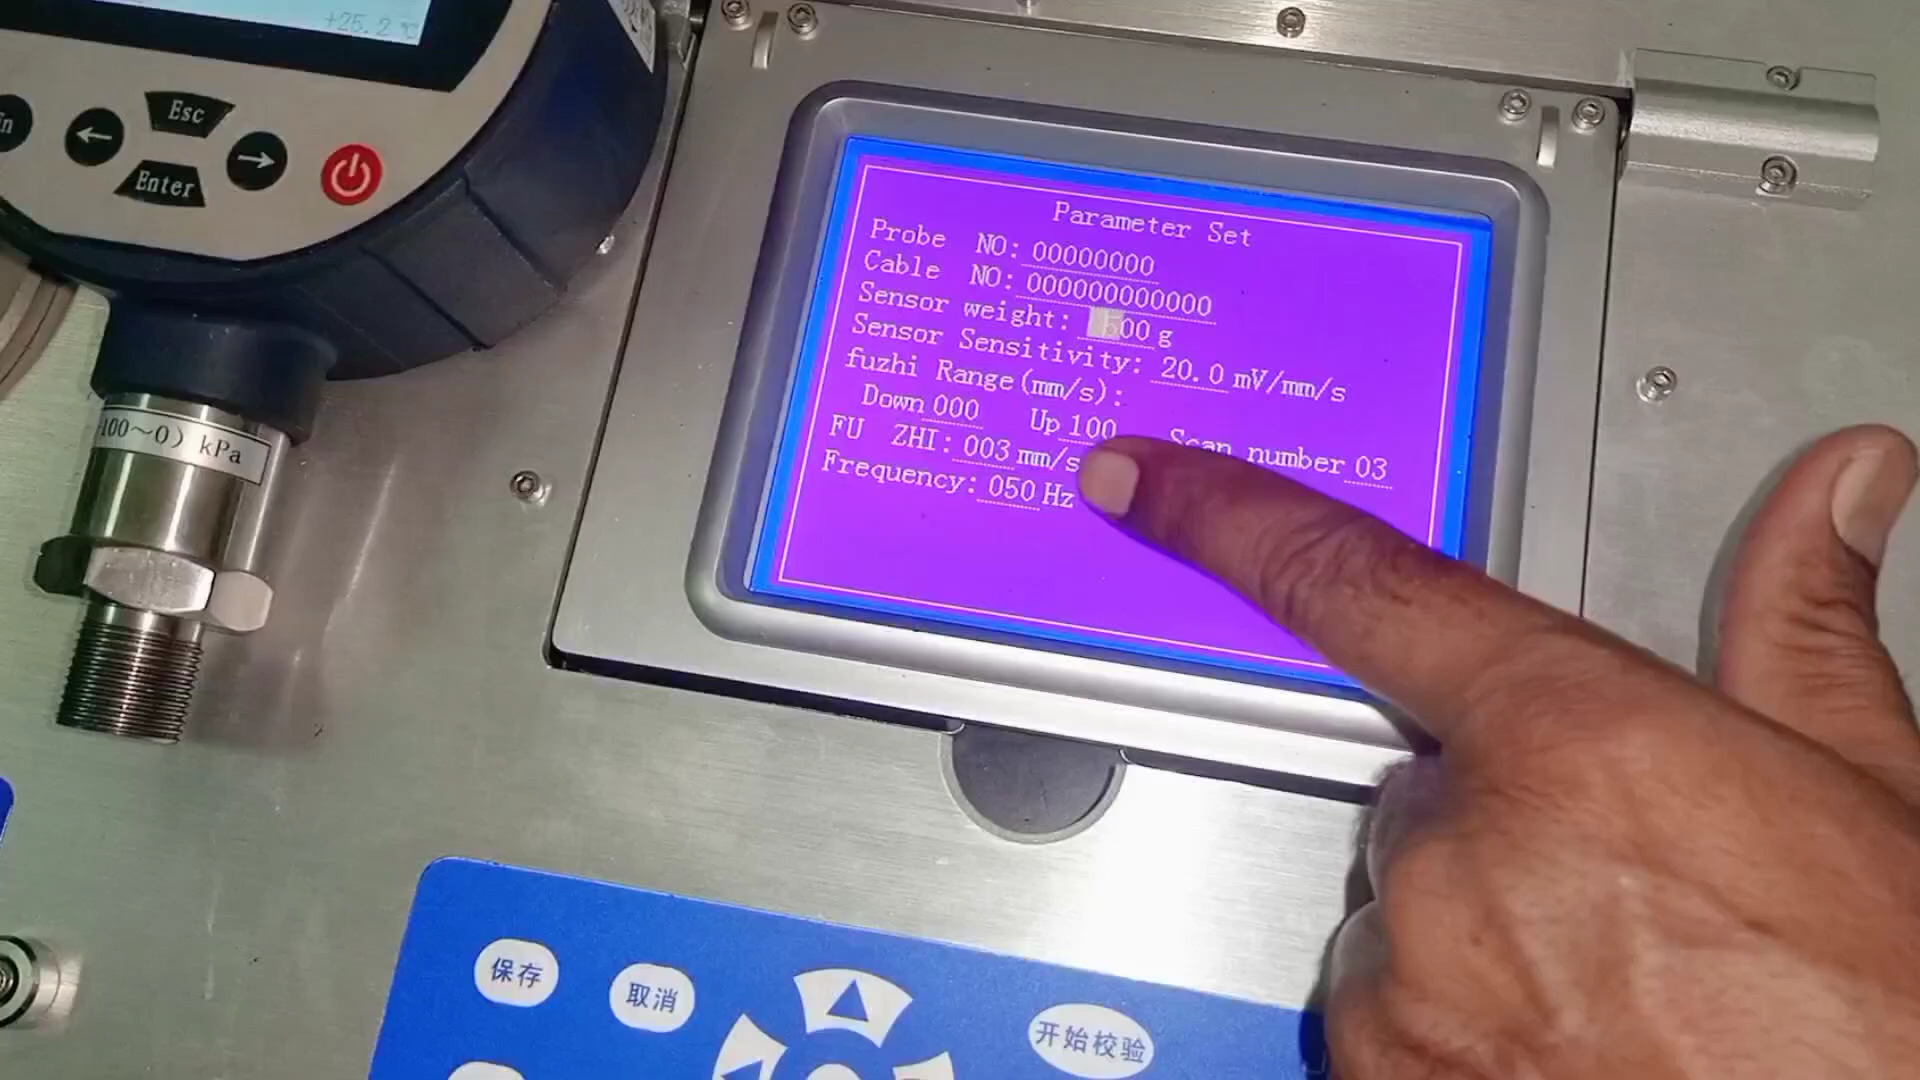 +25.2 ℃
Esc
Enter
100~0) kPa
Parameter Set
Probe NO: 00000000
Cable NO: 000000000000
Sensor weight: 500 g
Sensor Sensitivity: 20.0 mV/mm/s
fuzhi Range(mm/s):
Down 000 Up 100 Scan number 03
FU ZHI: 003 mm/s
Frequency: 050 Hz
保存
取消
开始校验